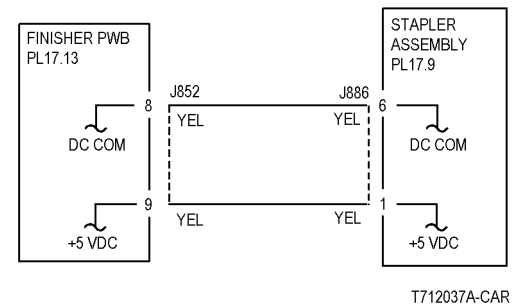 FINISHER PWB
PL17.13
STAPLER
ASSEMBLY
PL17.9
8 J852 J886 6
YEL YEL
DC COM DC COM
9 1
YEL YEL
+5 VDC +5 VDC
T712037A-CAR